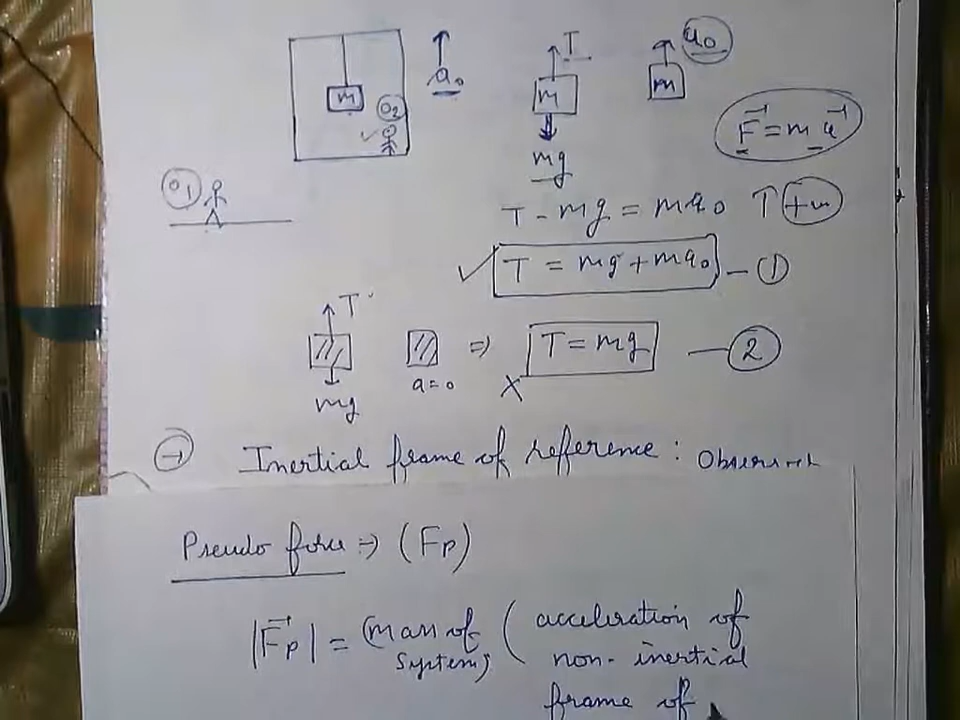 m
O2
a₀
T
m
mg
m
a₀
F = m a
O1
T - mg = ma₀ ↑ +ve
✓ T = mg + ma₀ - ①
T
mg
a = 0
⇒ T = mg — ②
X
→ Inertial frame of refference :
Pseudo force ⇒ (Fp)
|Fp| = (mass of system) ( acceleration of
non-inertial
frame of